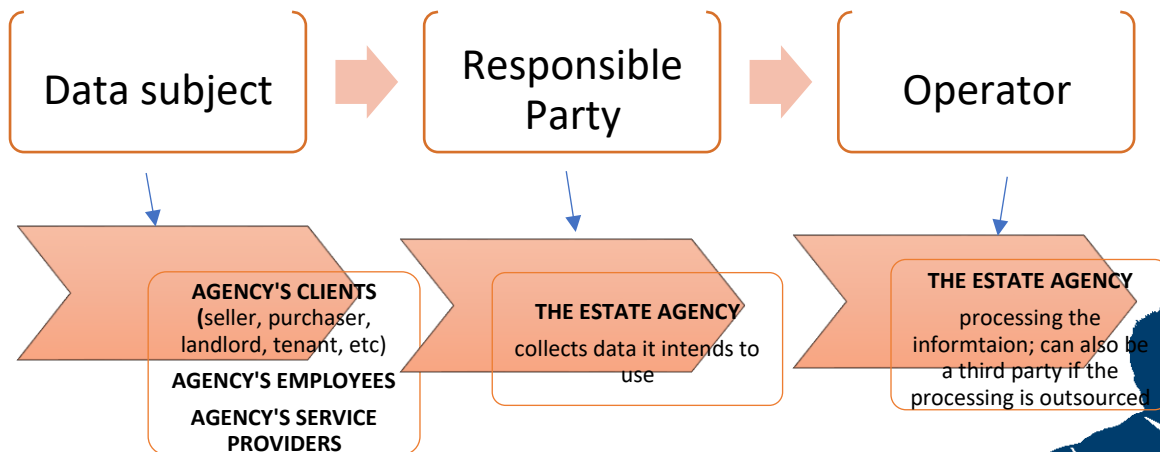 Data subject
Responsible
Party
Operator
AGENCY'S CLIENTS
(seller, purchaser,
landlord, tenant, etc)
AGENCY'S EMPLOYEES
AGENCY'S SERVICE
PROVIDERS
THE ESTATE AGENCY
collects data it intends to
use
THE ESTATE AGENCY
processing the
informtaion; can also be
a third party if the
processing is outsourced